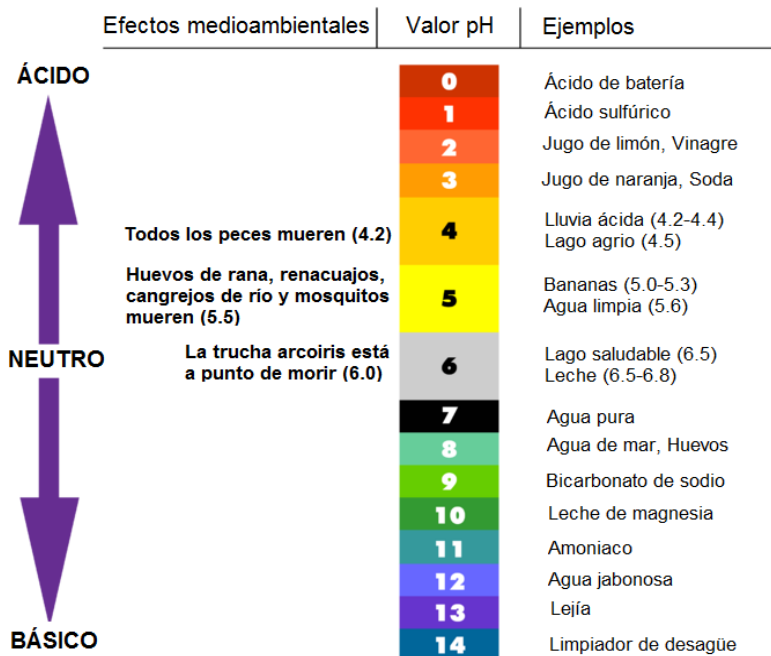 Efectos medioambientales Valor pH Ejemplos
ÁCIDO
0 Ácido de batería
1 Ácido sulfúrico
2 Jugo de limón, Vinagre
3 Jugo de naranja, Soda
Todos los peces mueren (4.2) 4 Lluvia ácida (4.2-4.4)
Lago agrio (4.5)
Huevos de rana, renacuajos,
cangrejos de río y mosquitos
mueren (5.5)
5 Bananas (5.0-5.3)
Agua limpia (5.6)
NEUTRO
La trucha arcoiris está
a punto de morir (6.0)
6 Lago saludable (6.5)
Leche (6.5-6.8)
7 Agua pura
8 Agua de mar, Huevos
9 Bicarbonato de sodio
10 Leche de magnesia
11 Amoniaco
12 Agua jabonosa
13 Lejía
BÁSICO
14 Limpiador de desagüe